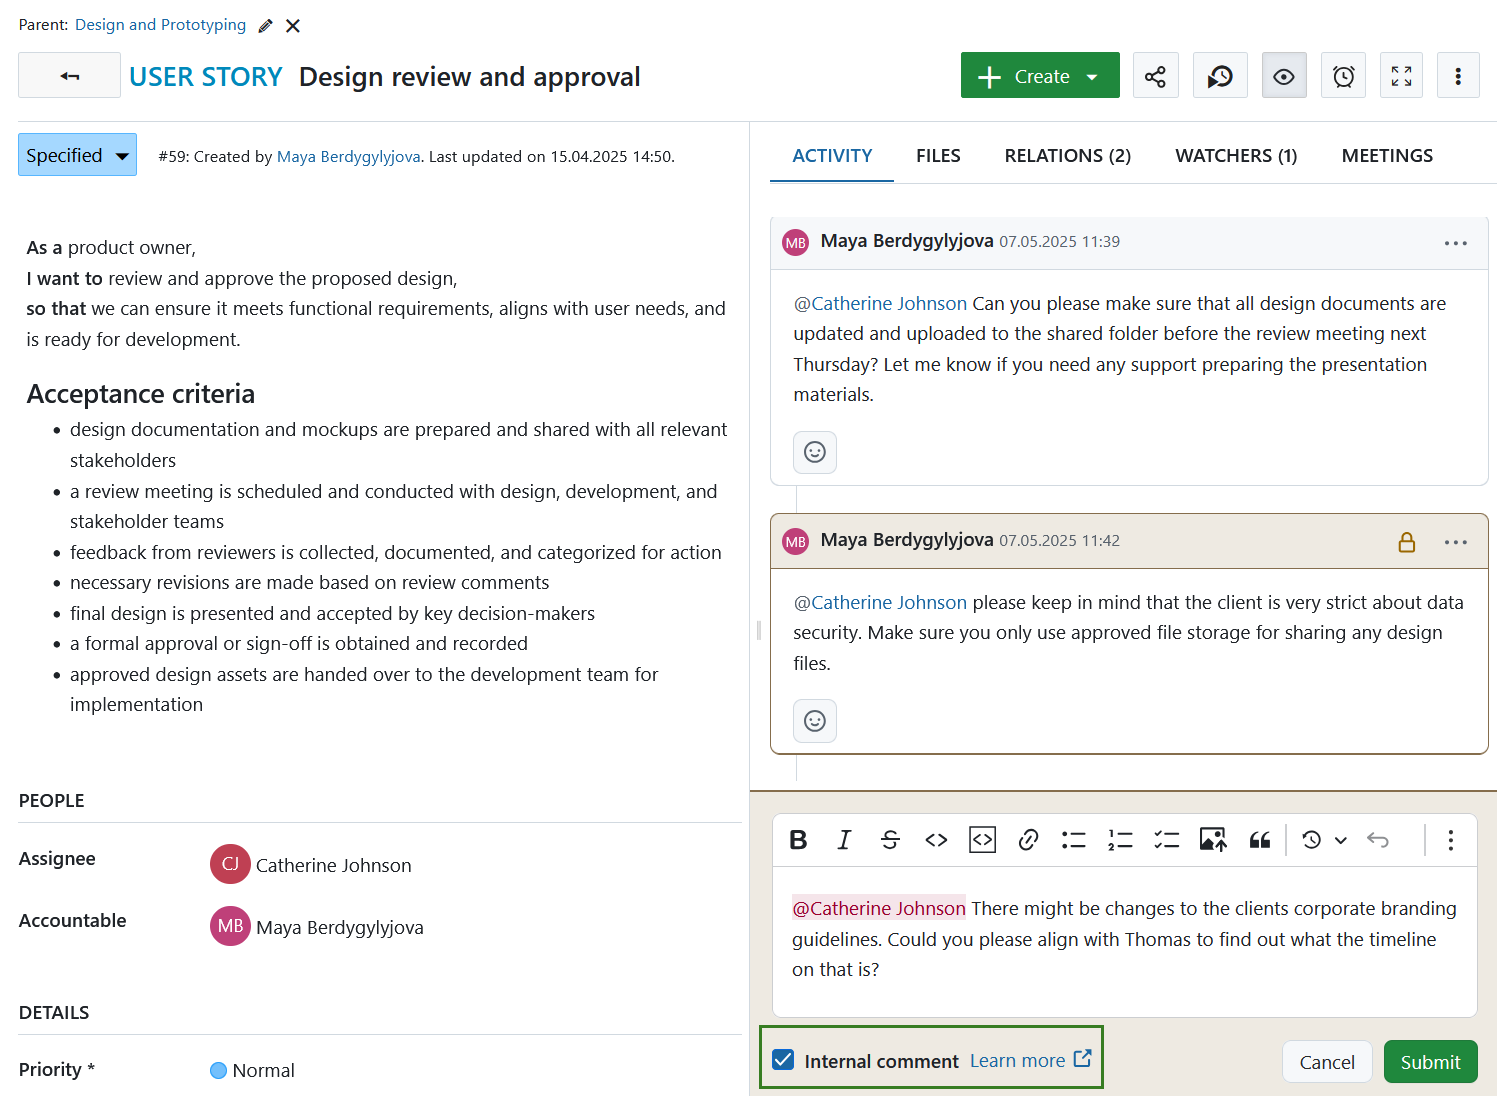 Parent: Design and Prototyping
USER STORY Design review and approval
Create
Specified
#59: Created by Maya Berdygylyjova. Last updated on 15.04.2025 14:50.
As a product owner,
I want to review and approve the proposed design,
so that we can ensure it meets functional requirements, aligns with user needs, and
is ready for development.
Acceptance criteria
• design documentation and mockups are prepared and shared with all relevant
stakeholders
• a review meeting is scheduled and conducted with design, development, and
stakeholder teams
• feedback from reviewers is collected, documented, and categorized for action
• necessary revisions are made based on review comments
• final design is presented and accepted by key decision-makers
• a formal approval or sign-off is obtained and recorded
• approved design assets are handed over to the development team for
implementation
PEOPLE
Assignee
CJ Catherine Johnson
Accountable
MB Maya Berdygylyjova
DETAILS
Priority *
Normal
ACTIVITY FILES RELATIONS (2) WATCHERS (1) MEETINGS
MB Maya Berdygylyjova 07.05.2025 11:39
@Catherine Johnson Can you please make sure that all design documents are
updated and uploaded to the shared folder before the review meeting next
Thursday? Let me know if you need any support preparing the presentation
materials.
MB Maya Berdygylyjova 07.05.2025 11:42
@Catherine Johnson please keep in mind that the client is very strict about data
security. Make sure you only use approved file storage for sharing any design
files.
@Catherine Johnson There might be changes to the clients corporate branding
guidelines. Could you please align with Thomas to find out what the timeline
on that is?
Internal comment Learn more
Cancel Submit